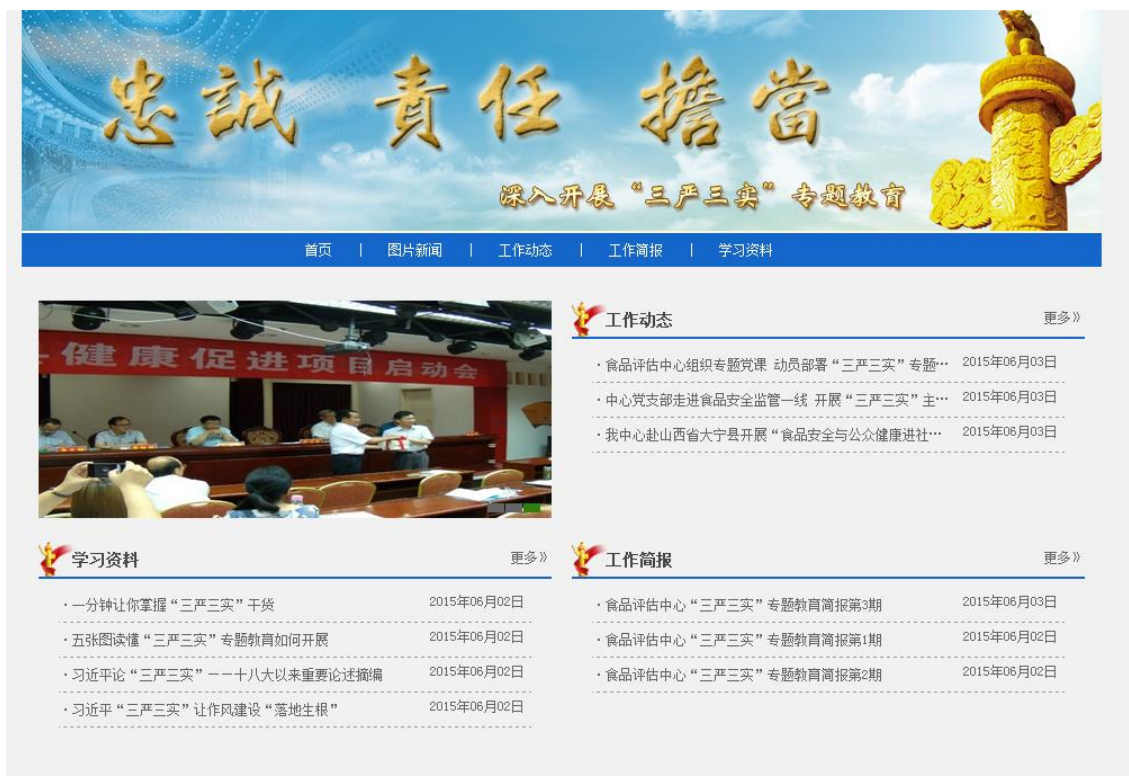 忠誠 責任 擔當
深入开展“三严三实”专题教育
首页 | 图片新闻 | 工作动态 | 工作简报 | 学习资料
健康促进项目启动会
工作动态 更多》
·食品评估中心组织专题党课 动员部署“三严三实”专题… 2015年06月03日
·中心党支部走进食品安全监管一线 开展“三严三实”主… 2015年06月03日
·我中心赴山西省大宁县开展“食品安全与公众健康进社… 2015年06月03日
学习资料 更多》
·一分钟让你掌握“三严三实”干货 2015年06月02日
·五张图读懂“三严三实”专题教育如何开展 2015年06月02日
·习近平论“三严三实”——十八大以来重要论述摘编 2015年06月02日
·习近平“三严三实”让作风建设“落地生根” 2015年06月02日
工作简报 更多》
·食品评估中心“三严三实”专题教育简报第3期 2015年06月03日
·食品评估中心“三严三实”专题教育简报第1期 2015年06月02日
·食品评估中心“三严三实”专题教育简报第2期 2015年06月02日